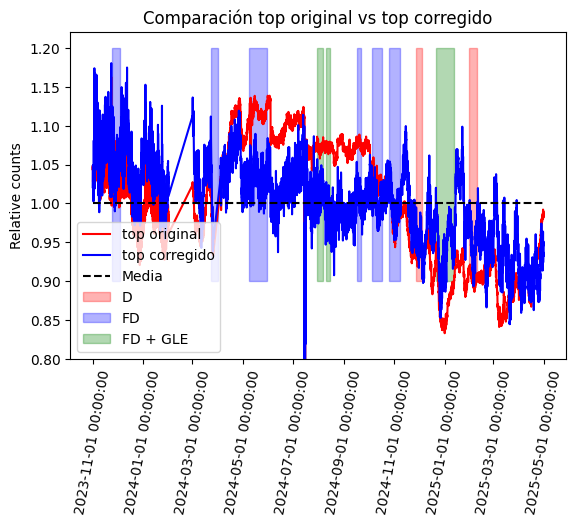 Comparación top original vs top corregido
Relative counts
1.20
1.15
1.10
1.05
1.00
0.95
0.90
0.85
0.80
top original
top corregido
Media
D
FD
FD + GLE
2023-11-01 00:00:00
2024-01-01 00:00:00
2024-03-01 00:00:00
2024-05-01 00:00:00
2024-07-01 00:00:00
2024-09-01 00:00:00
2024-11-01 00:00:00
2025-01-01 00:00:00
2025-03-01 00:00:00
2025-05-01 00:00:00